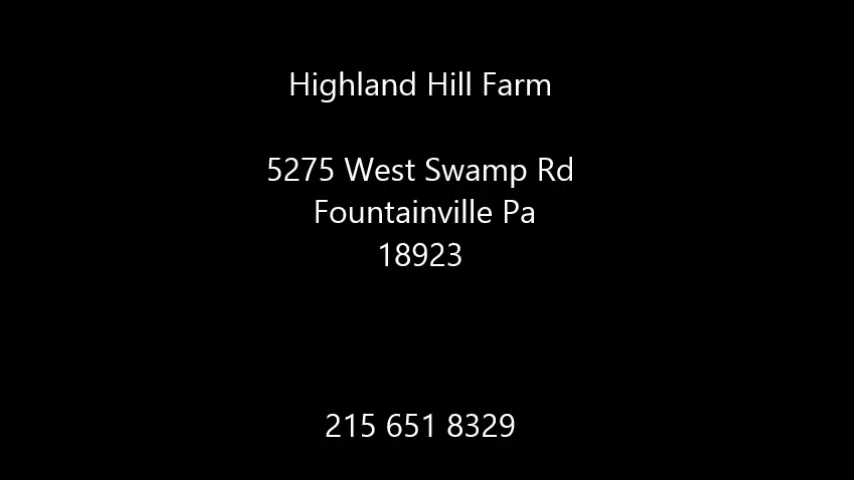 Highland Hill Farm
5275 West Swamp Rd
Fountainville Pa
18923
215 651 8329